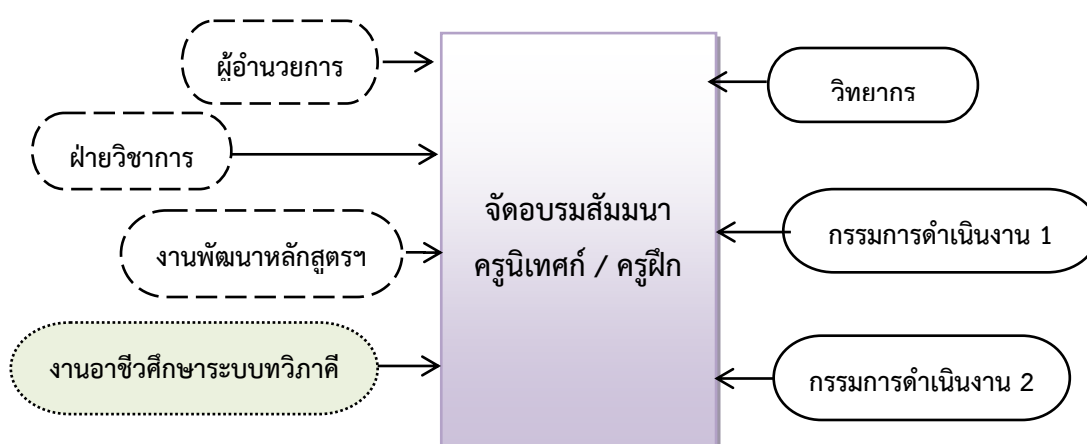 ผู้อำนวยการ
ฝ่ายวิชาการ
งานพัฒนาหลักสูตรฯ
งานอาชีวศึกษาระบบทวิภาคี
จัดอบรมสัมมนา
ครูนิเทศก์ / ครูฝึก
วิทยากร
กรรมการดำเนินงาน 1
กรรมการดำเนินงาน 2